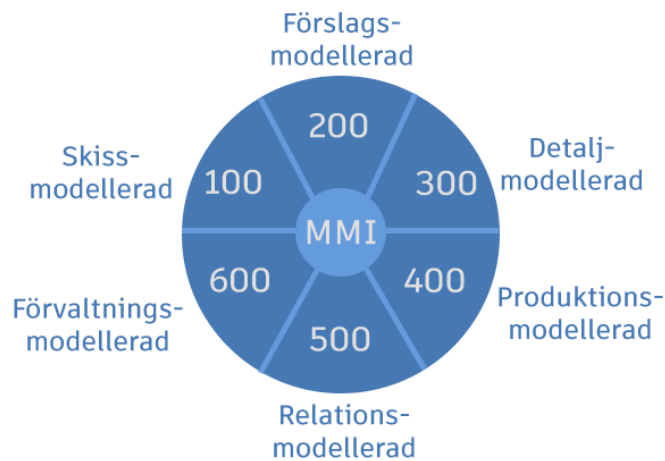 Förslags-
modellerad
200
Skiss-
modellerad
100
300
Detalj-
modellerad
MMI
600
400
Förvaltnings-
modellerad
Produktions-
modellerad
500
Relations-
modellerad